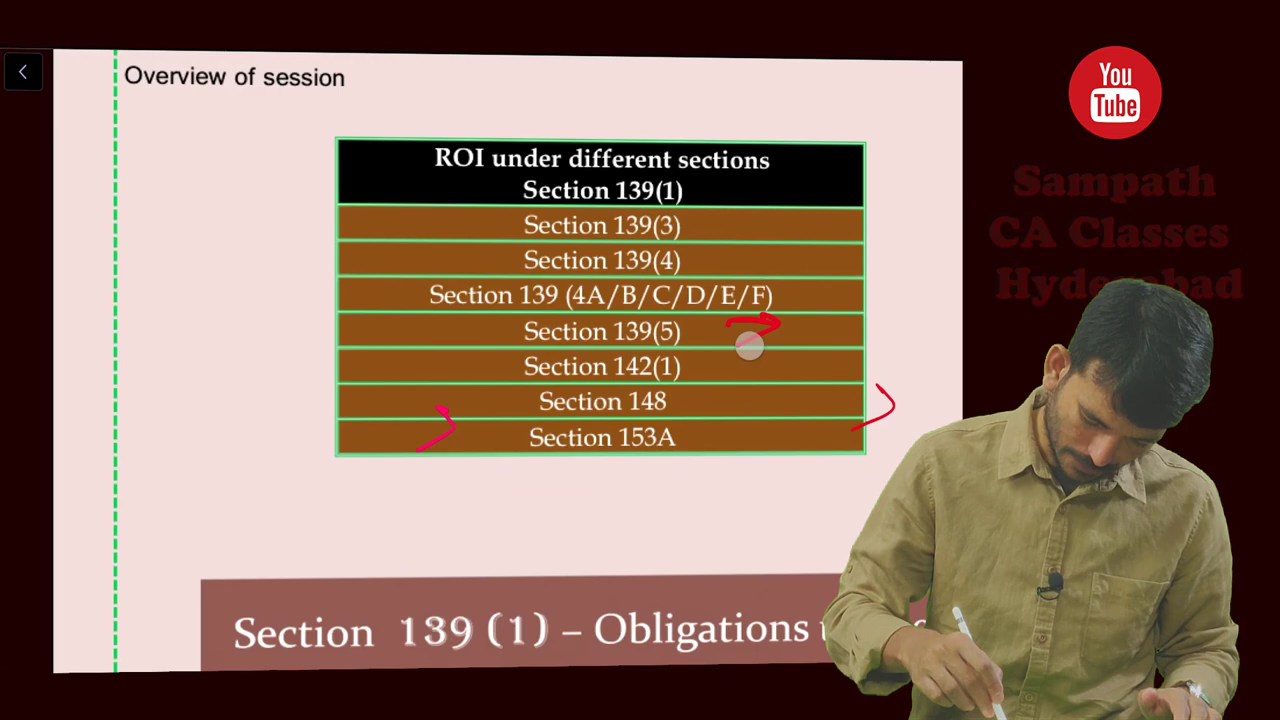 Overview of session
You
Tube
ROI under different sections
Section 139(1)
Section 139(3)
Section 139(4)
Section 139 (4A/B/C/D/E/F)
Section 139(5)
Section 142(1)
Section 148
Section 153A
Sampath
CA Classes
Hyderabad
Section 139 (1) – Obligations